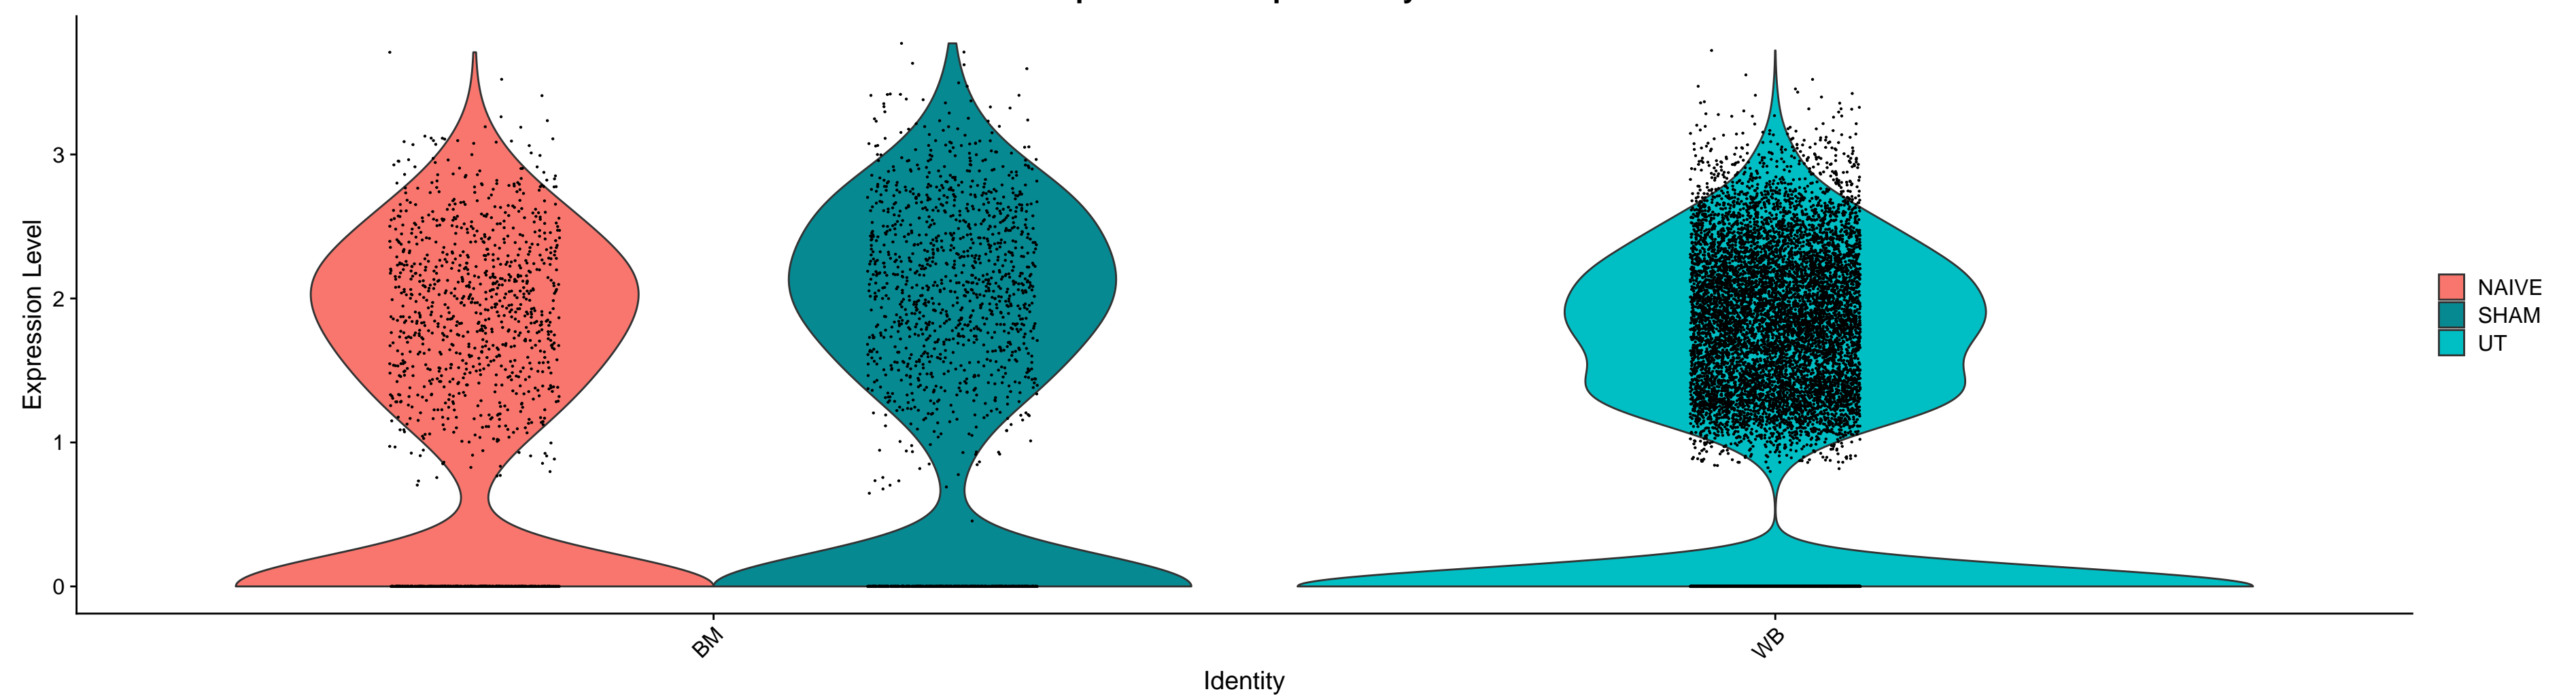 Expression Level
3
2
1
0
BM
WB
Identity
NAIVE
SHAM
UT